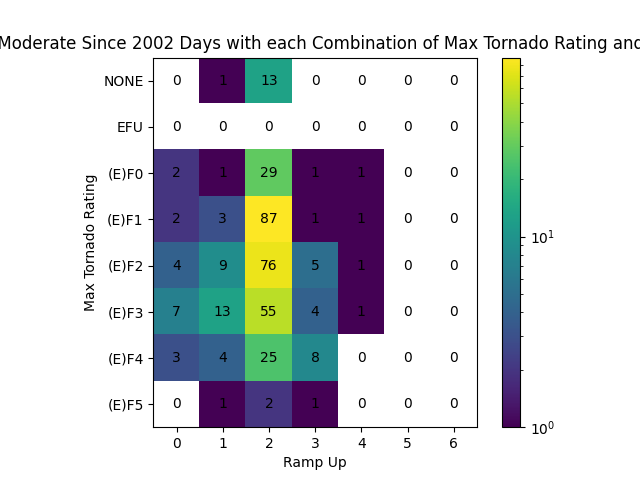 Moderate Since 2002 Days with each Combination of Max Tornado Rating and
NONE 0 1 13 0 0 0 0
EFU 0 0 0 0 0 0 0
(E)F0 2 1 29 1 1 0 0
(E)F1 2 3 87 1 1 0 0
(E)F2 4 9 76 5 1 0 0
(E)F3 7 13 55 4 1 0 0
(E)F4 3 4 25 8 0 0 0
(E)F5 0 1 2 1 0 0 0
0 1 2 3 4 5 6
Ramp Up
Max Tornado Rating
10¹
10⁰